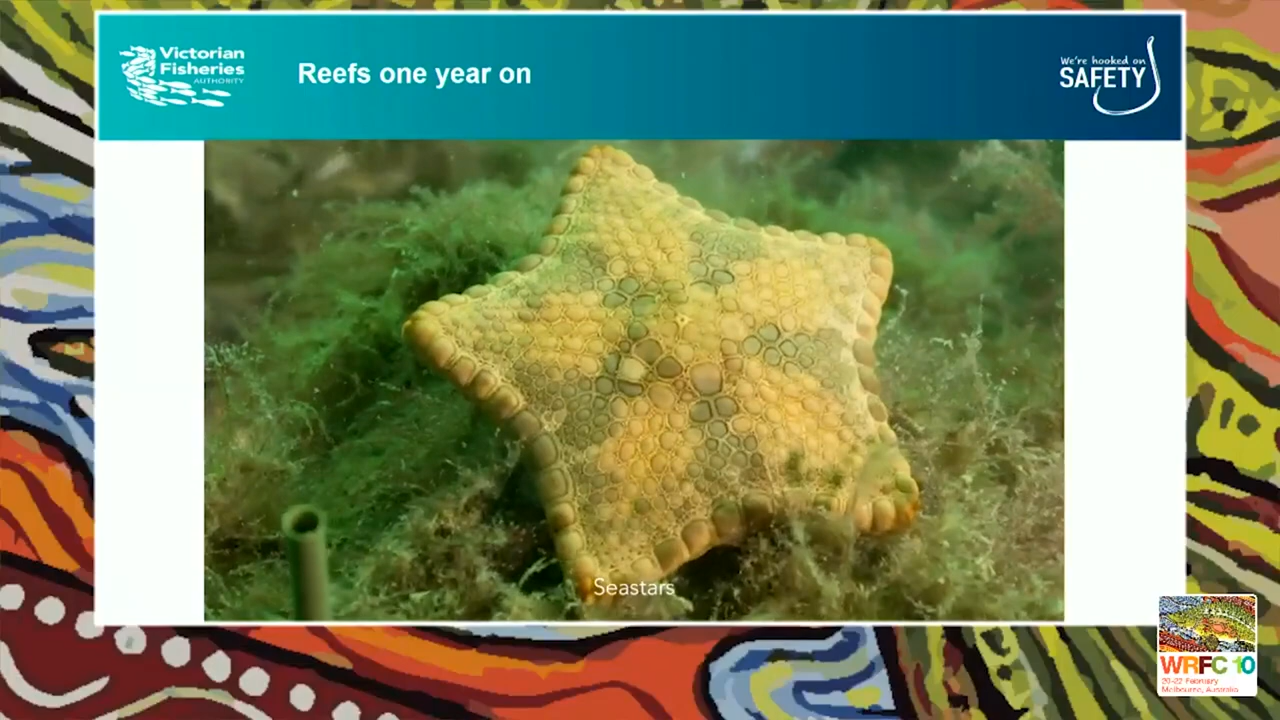 Victorian
Fisheries
AUTHORITY
Reefs one year on
We're hooked on
SAFETY
Seastars
WRFC 10
20-22 February
Melbourne, Australia